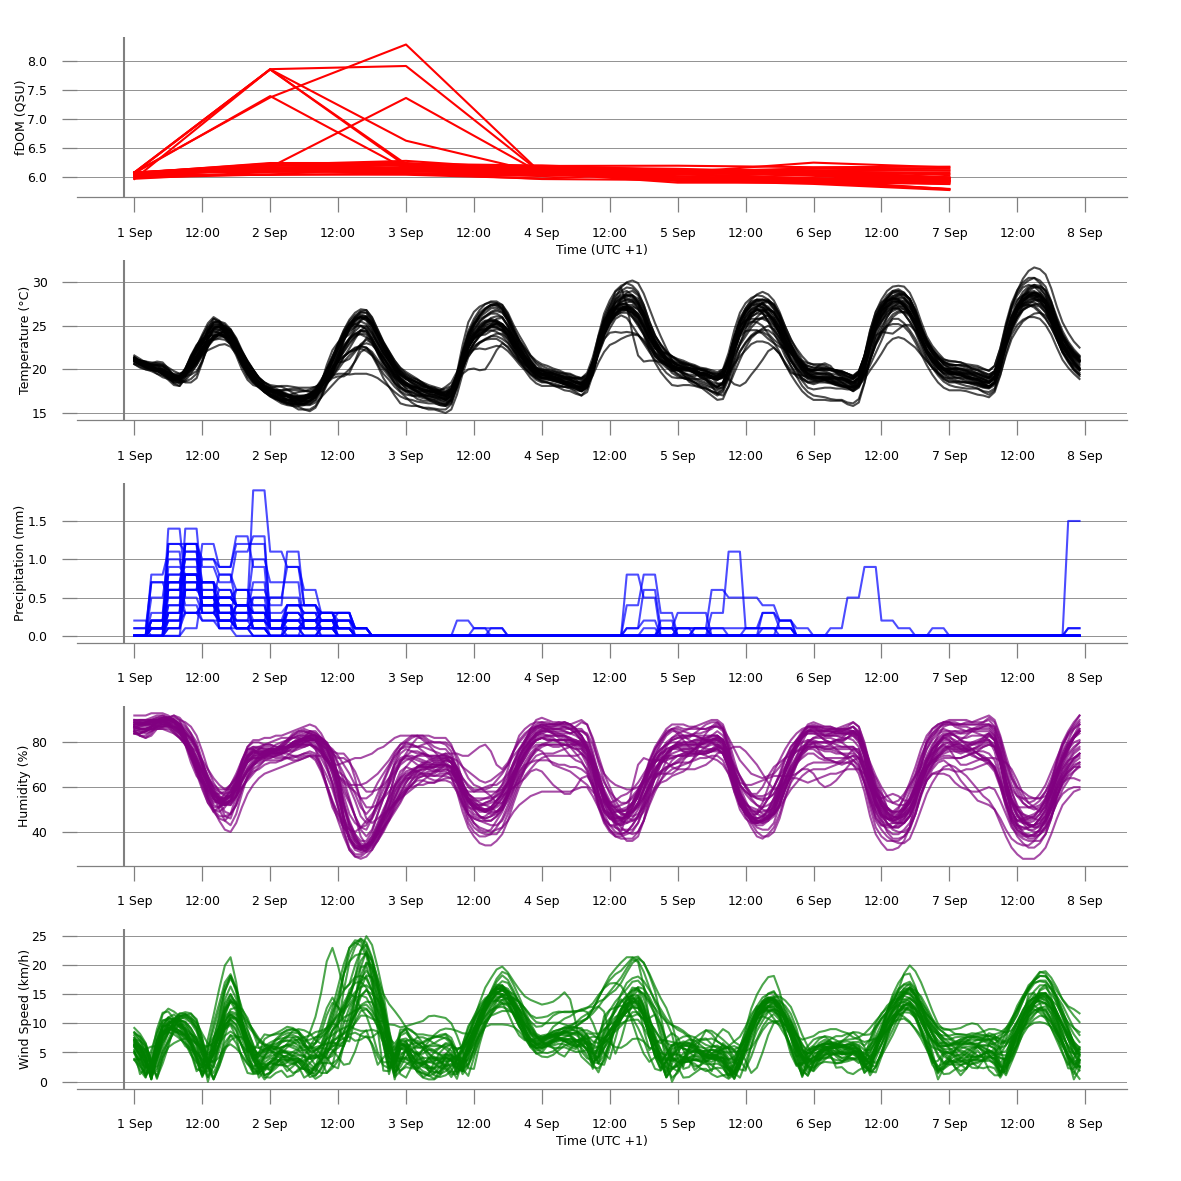 fDOM (QSU)
8.0
7.5
7.0
6.5
6.0
1 Sep 12:00 2 Sep 12:00 3 Sep 12:00 4 Sep 12:00 5 Sep 12:00 6 Sep 12:00 7 Sep 12:00 8 Sep
Time (UTC +1)
Temperature (°C)
30
25
20
15
1 Sep 12:00 2 Sep 12:00 3 Sep 12:00 4 Sep 12:00 5 Sep 12:00 6 Sep 12:00 7 Sep 12:00 8 Sep
Precipitation (mm)
1.5
1.0
0.5
0.0
1 Sep 12:00 2 Sep 12:00 3 Sep 12:00 4 Sep 12:00 5 Sep 12:00 6 Sep 12:00 7 Sep 12:00 8 Sep
Humidity (%)
80
60
40
1 Sep 12:00 2 Sep 12:00 3 Sep 12:00 4 Sep 12:00 5 Sep 12:00 6 Sep 12:00 7 Sep 12:00 8 Sep
Wind Speed (km/h)
25
20
15
10
5
0
1 Sep 12:00 2 Sep 12:00 3 Sep 12:00 4 Sep 12:00 5 Sep 12:00 6 Sep 12:00 7 Sep 12:00 8 Sep
Time (UTC +1)